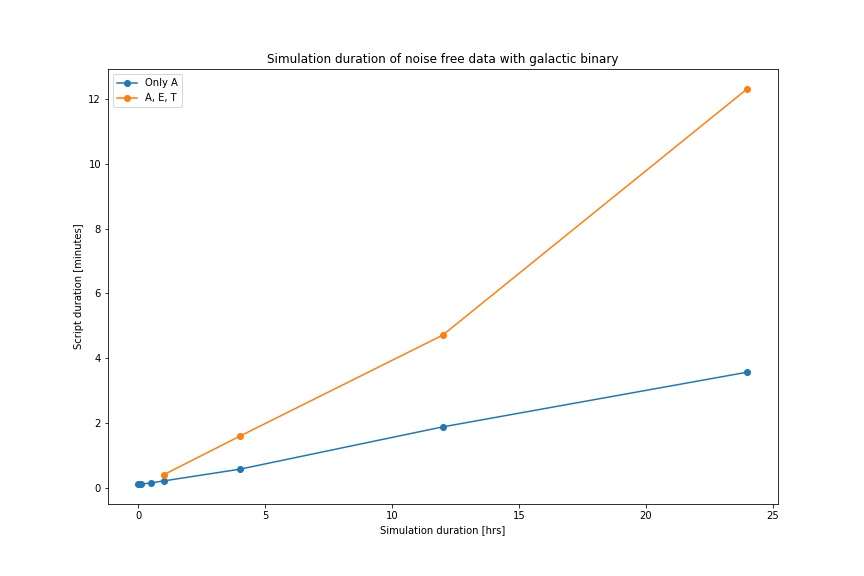 Simulation duration of noise free data with galactic binary
Only A
A, E, T
12
10
8
6
4
2
0
Script duration [minutes]
0 5 10 15 20 25
Simulation duration [hrs]